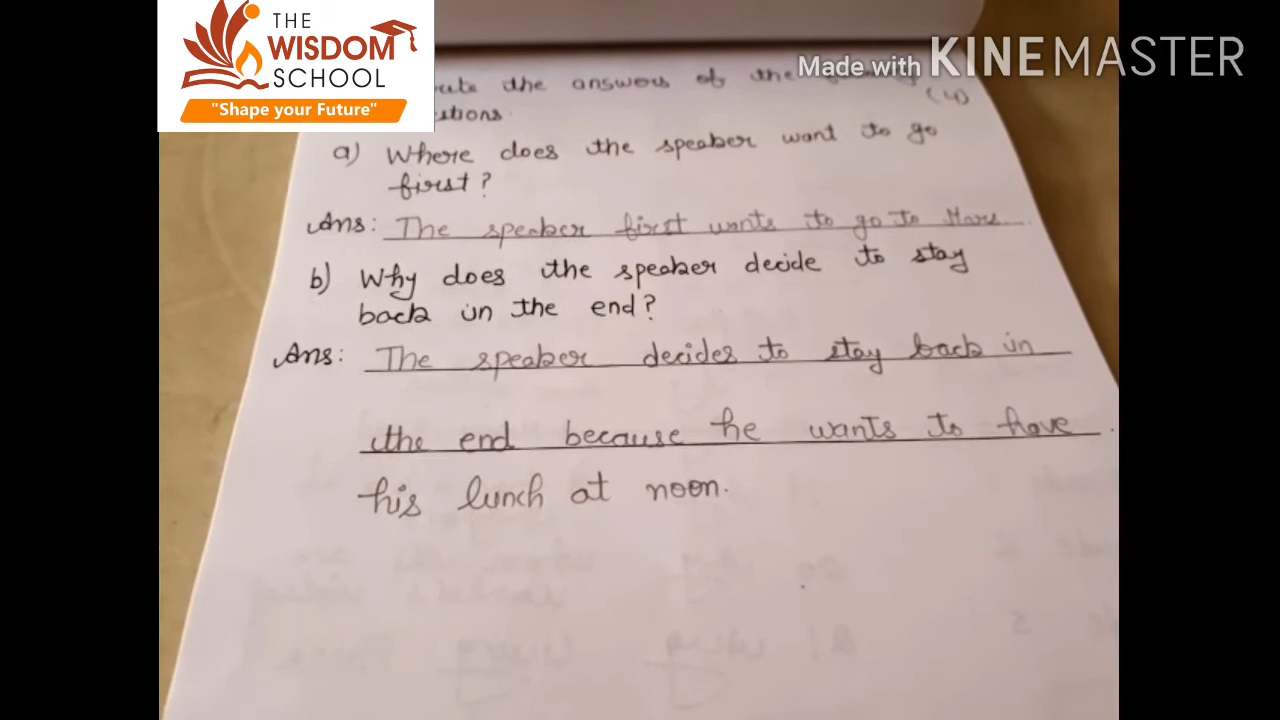 THE
WISDOM
SCHOOL
"Shape your Future"
Made with KINEMASTER
the answers of the
(4)
a) Where does the speaker want to go
first?
Ans: The speaker first wants to go to Mars
b) Why does the speaker decide to stay
back in the end?
Ans: The speaker decides to stay back in
the end because he wants to have
his lunch at noon.